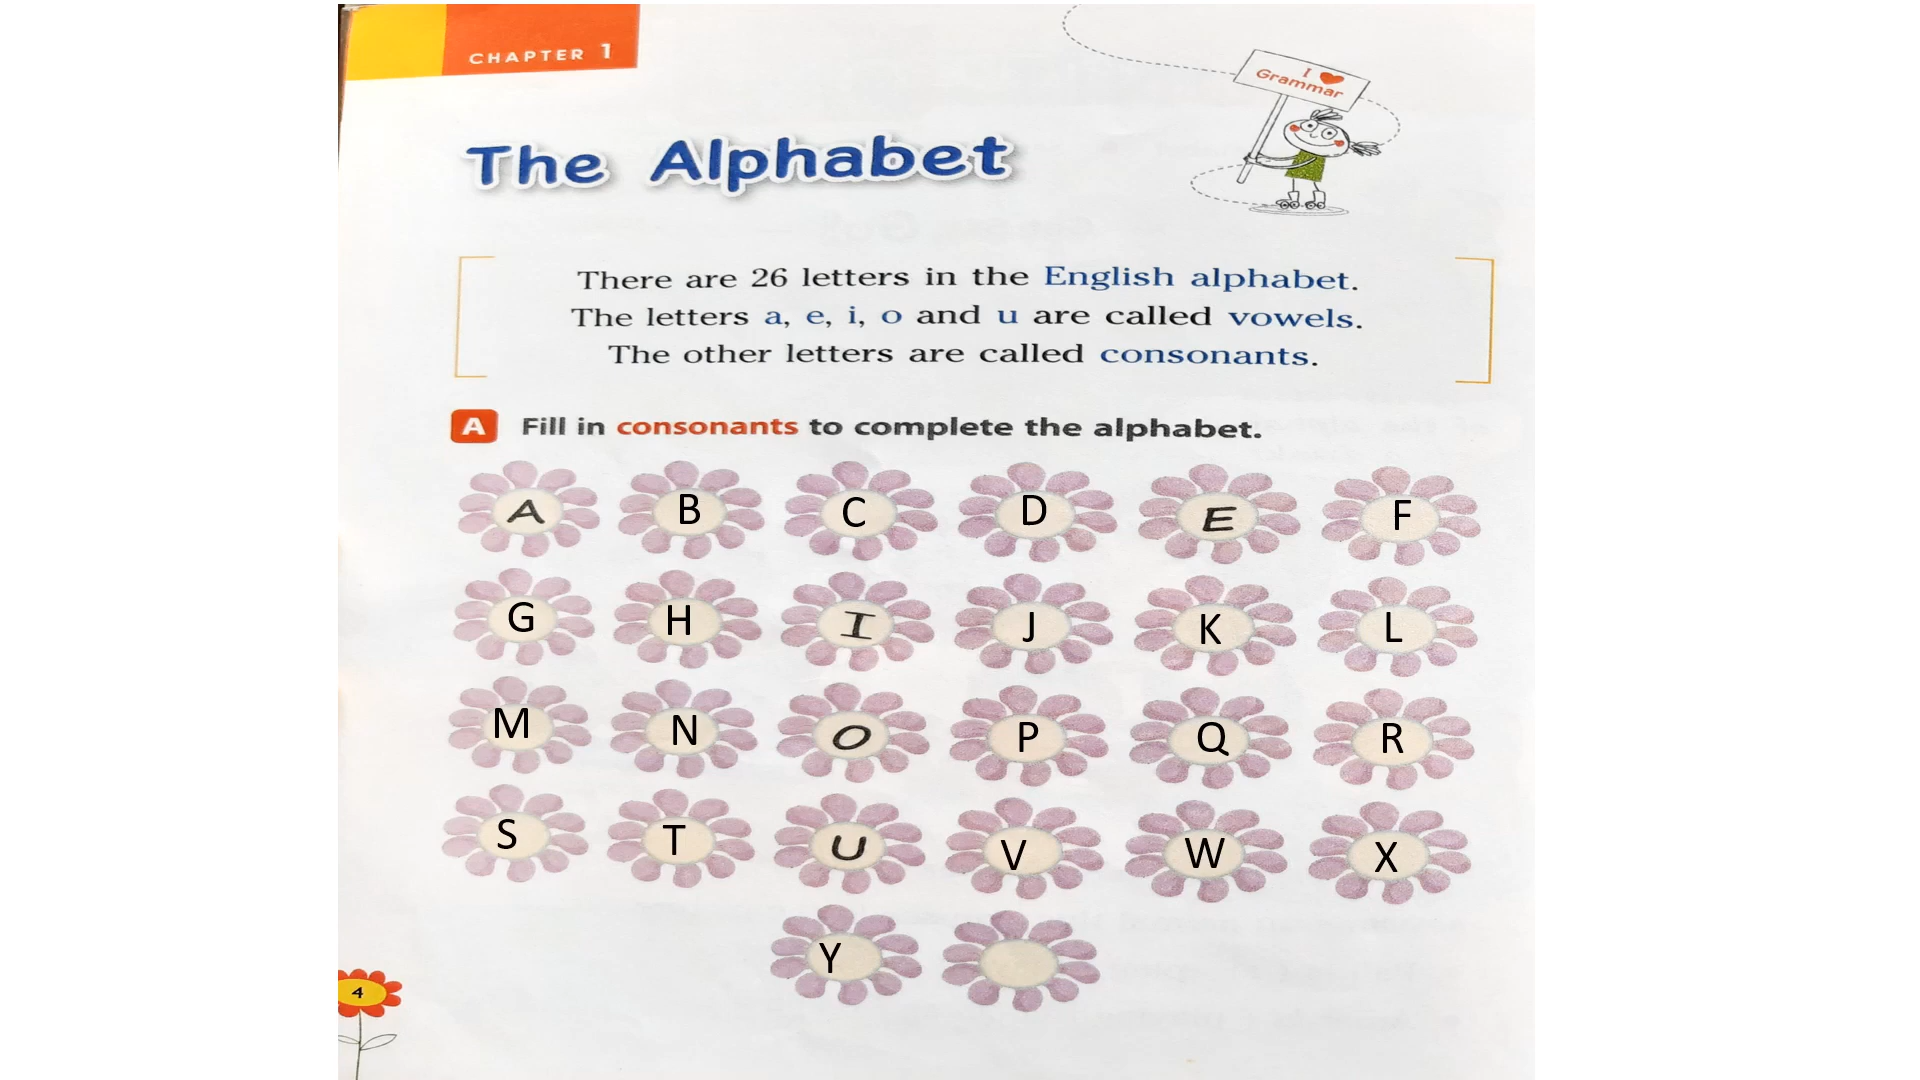 CHAPTER 1
I ❤
Grammar
The Alphabet
There are 26 letters in the English alphabet.
The letters a, e, i, o and u are called vowels.
The other letters are called consonants.
A Fill in consonants to complete the alphabet.
A B C D E F
G H I J K L
M N O P Q R
S T U V W X
Y
4